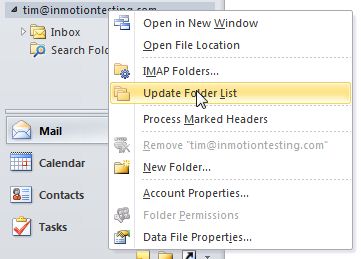 tim@inmotiontesting.com
Inbox
Search Fold
Mail
Calendar
Contacts
Tasks
Open in New Window
Open File Location
IMAP Folders...
Update Folder List
Process Marked Headers
Remove "tim@inmotiontesting.com"
New Folder...
Account Properties...
Folder Permissions
Data File Properties...